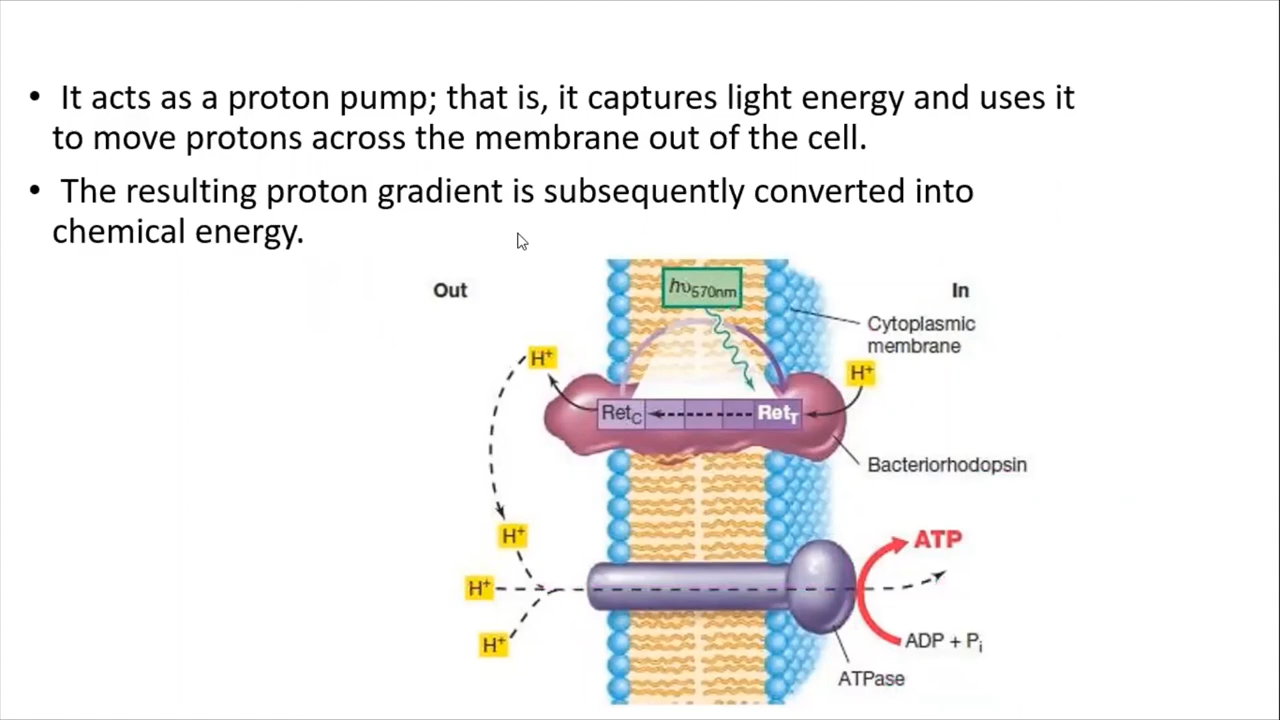 • It acts as a proton pump; that is, it captures light energy and uses it
to move protons across the membrane out of the cell.
• The resulting proton gradient is subsequently converted into
chemical energy.
Out
hυ570nm
In
Cytoplasmic
membrane
H⁺
H⁺
RetC
RetT
Bacteriorhodopsin
H⁺
ATP
H⁺
H⁺
ADP + Pi
ATPase